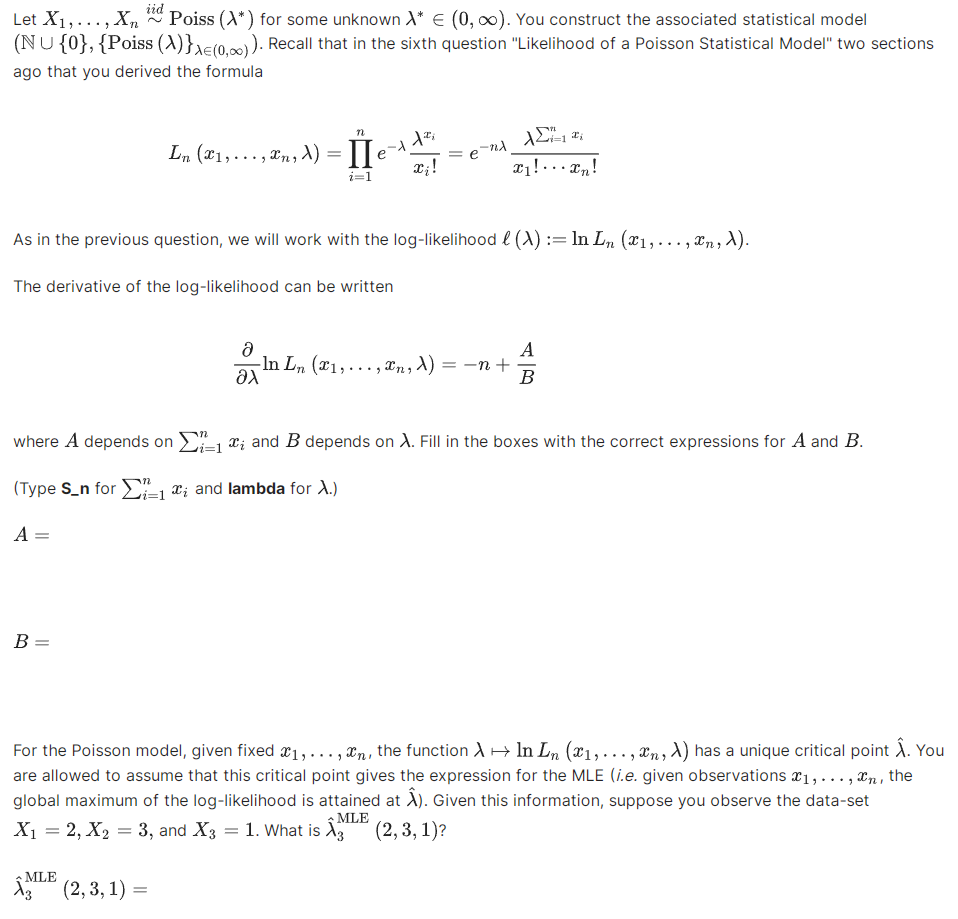 Let $X_1, \ldots, X_n \stackrel{iid}{\sim} \text{Poiss}(\lambda^*)$ for some unknown $\lambda^* \in (0, \infty)$. You construct the associated statistical model
$(\mathbb{N} \cup \{0\}, \{\text{Poiss}(\lambda)\}_{\lambda \in (0,\infty)})$. Recall that in the sixth question "Likelihood of a Poisson Statistical Model" two sections
ago that you derived the formula
$L_n(x_1, \ldots, x_n, \lambda) = \prod_{i=1}^{n} e^{-\lambda} \frac{\lambda^{x_i}}{x_i!} = e^{-n\lambda} \frac{\lambda^{\sum_{i=1}^{n} x_i}}{x_1! \cdots x_n!}$
As in the previous question, we will work with the log-likelihood $\ell(\lambda) := \ln L_n(x_1, \ldots, x_n, \lambda)$.
The derivative of the log-likelihood can be written
$\frac{\partial}{\partial \lambda} \ln L_n(x_1, \ldots, x_n, \lambda) = -n + \frac{A}{B}$
where $A$ depends on $\sum_{i=1}^{n} x_i$ and $B$ depends on $\lambda$. Fill in the boxes with the correct expressions for $A$ and $B$.
(Type S_n for $\sum_{i=1}^{n} x_i$ and lambda for $\lambda$.)
$A =$
$B =$
For the Poisson model, given fixed $x_1, \ldots, x_n$, the function $\lambda \mapsto \ln L_n(x_1, \ldots, x_n, \lambda)$ has a unique critical point $\hat{\lambda}$. You
are allowed to assume that this critical point gives the expression for the MLE (i.e. given observations $x_1, \ldots, x_n$, the
global maximum of the log-likelihood is attained at $\hat{\lambda}$). Given this information, suppose you observe the data-set
$X_1 = 2, X_2 = 3,$ and $X_3 = 1$. What is $\hat{\lambda}_3^{\text{MLE}}(2, 3, 1)$?
$\hat{\lambda}_3^{\text{MLE}}(2, 3, 1) =$